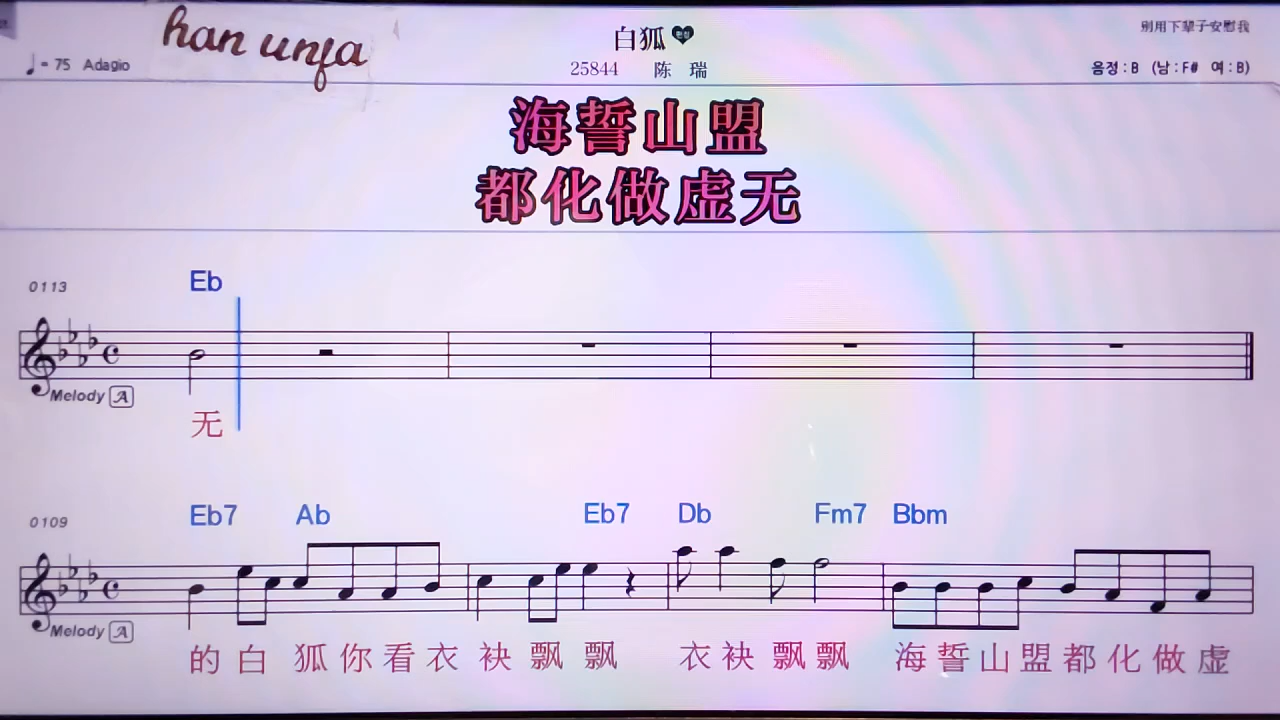 han unfa
白狐
别用下辈子安慰我
♩= 75 Adagio
25844 陈 瑞
음정 : B (남 : F# 여 : B)
海誓山盟
都化做虚无
0113
Eb
Melody A
无
0109
Eb7 Ab Eb7 Db Fm7 Bbm
Melody A
的 白 狐 你 看 衣 袂 飘 飘 衣 袂 飘 飘 海 誓 山 盟 都 化 做 虚